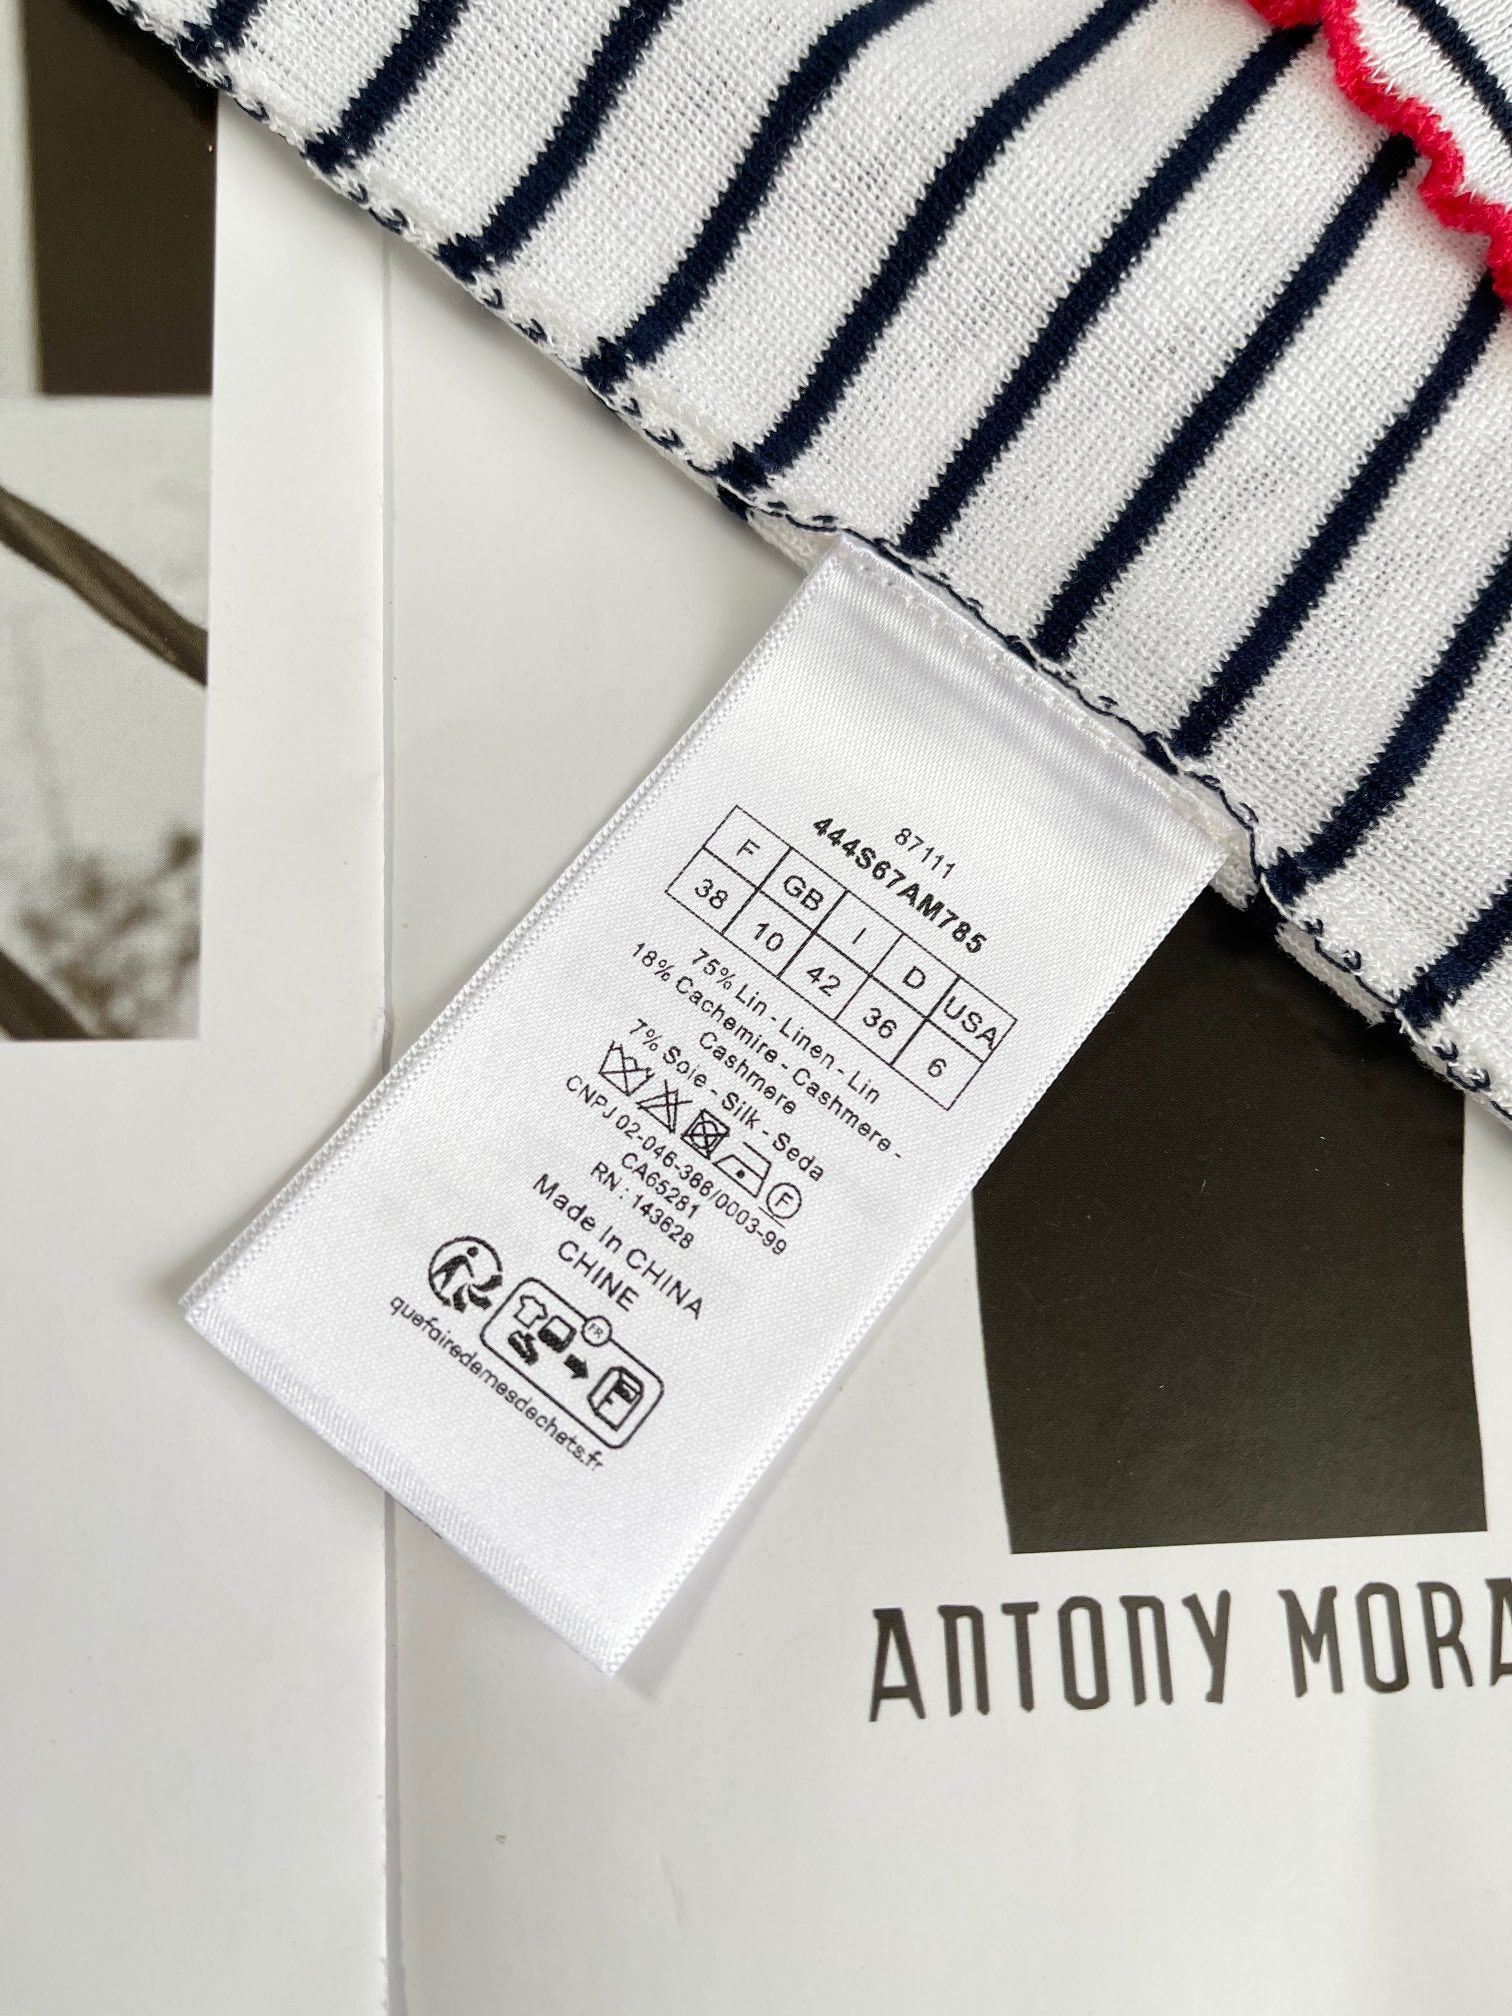 87111
444S67AM785
F GB I D USA
38 10 42 36 6
75% Lin - Linen - Lin
18% Cachemire - Cashmere -
Cashmere
7% Soie - Silk - Seda
F
CNPJ 02-046-366/0003-99
CA65281
RN : 143628
Made In CHINA
CHINE
FR
quefairedemesdechets.fr
ANTONY MORA